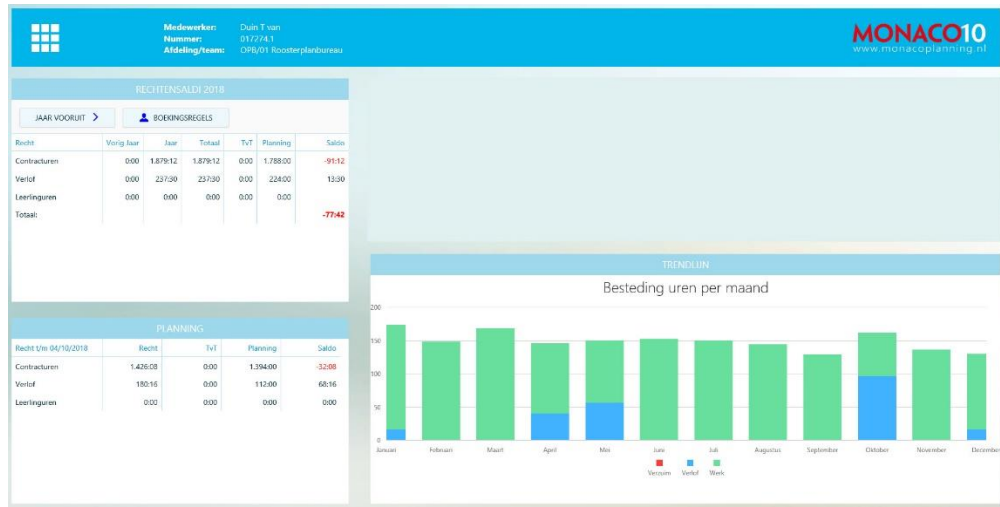 Medewerker: Duin T van
Nummer: 017274.1
Afdeling/team: OPB/01 Roosterplanbureau
MONACO10
www.monacoplanning.nl
RECHTENSALDI 2018
JAAR VOORUIT BOEKINGSREGELS
Recht Vorig Jaar Jaar Totaal TvT Planning Saldo
Contracturen 0:00 1.879:12 1.879:12 0:00 1.788:00 -91:12
Verlof 0:00 237:30 237:30 0:00 224:00 13:30
Leerlinguren 0:00 0:00 0:00 0:00 0:00
Totaal: -77:42
PLANNING
Recht t/m 04/10/2018 Recht TvT Planning Saldo
Contracturen 1.426:08 0:00 1.394:00 -32:08
Verlof 180:16 0:00 112:00 68:16
Leerlinguren 0:00 0:00 0:00 0:00
TRENDLIJN
Besteding uren per maand
200
150
100
50
0
Januari Februari Maart April Mei Juni Juli Augustus September Oktober November December
Verzuim Verlof Werk